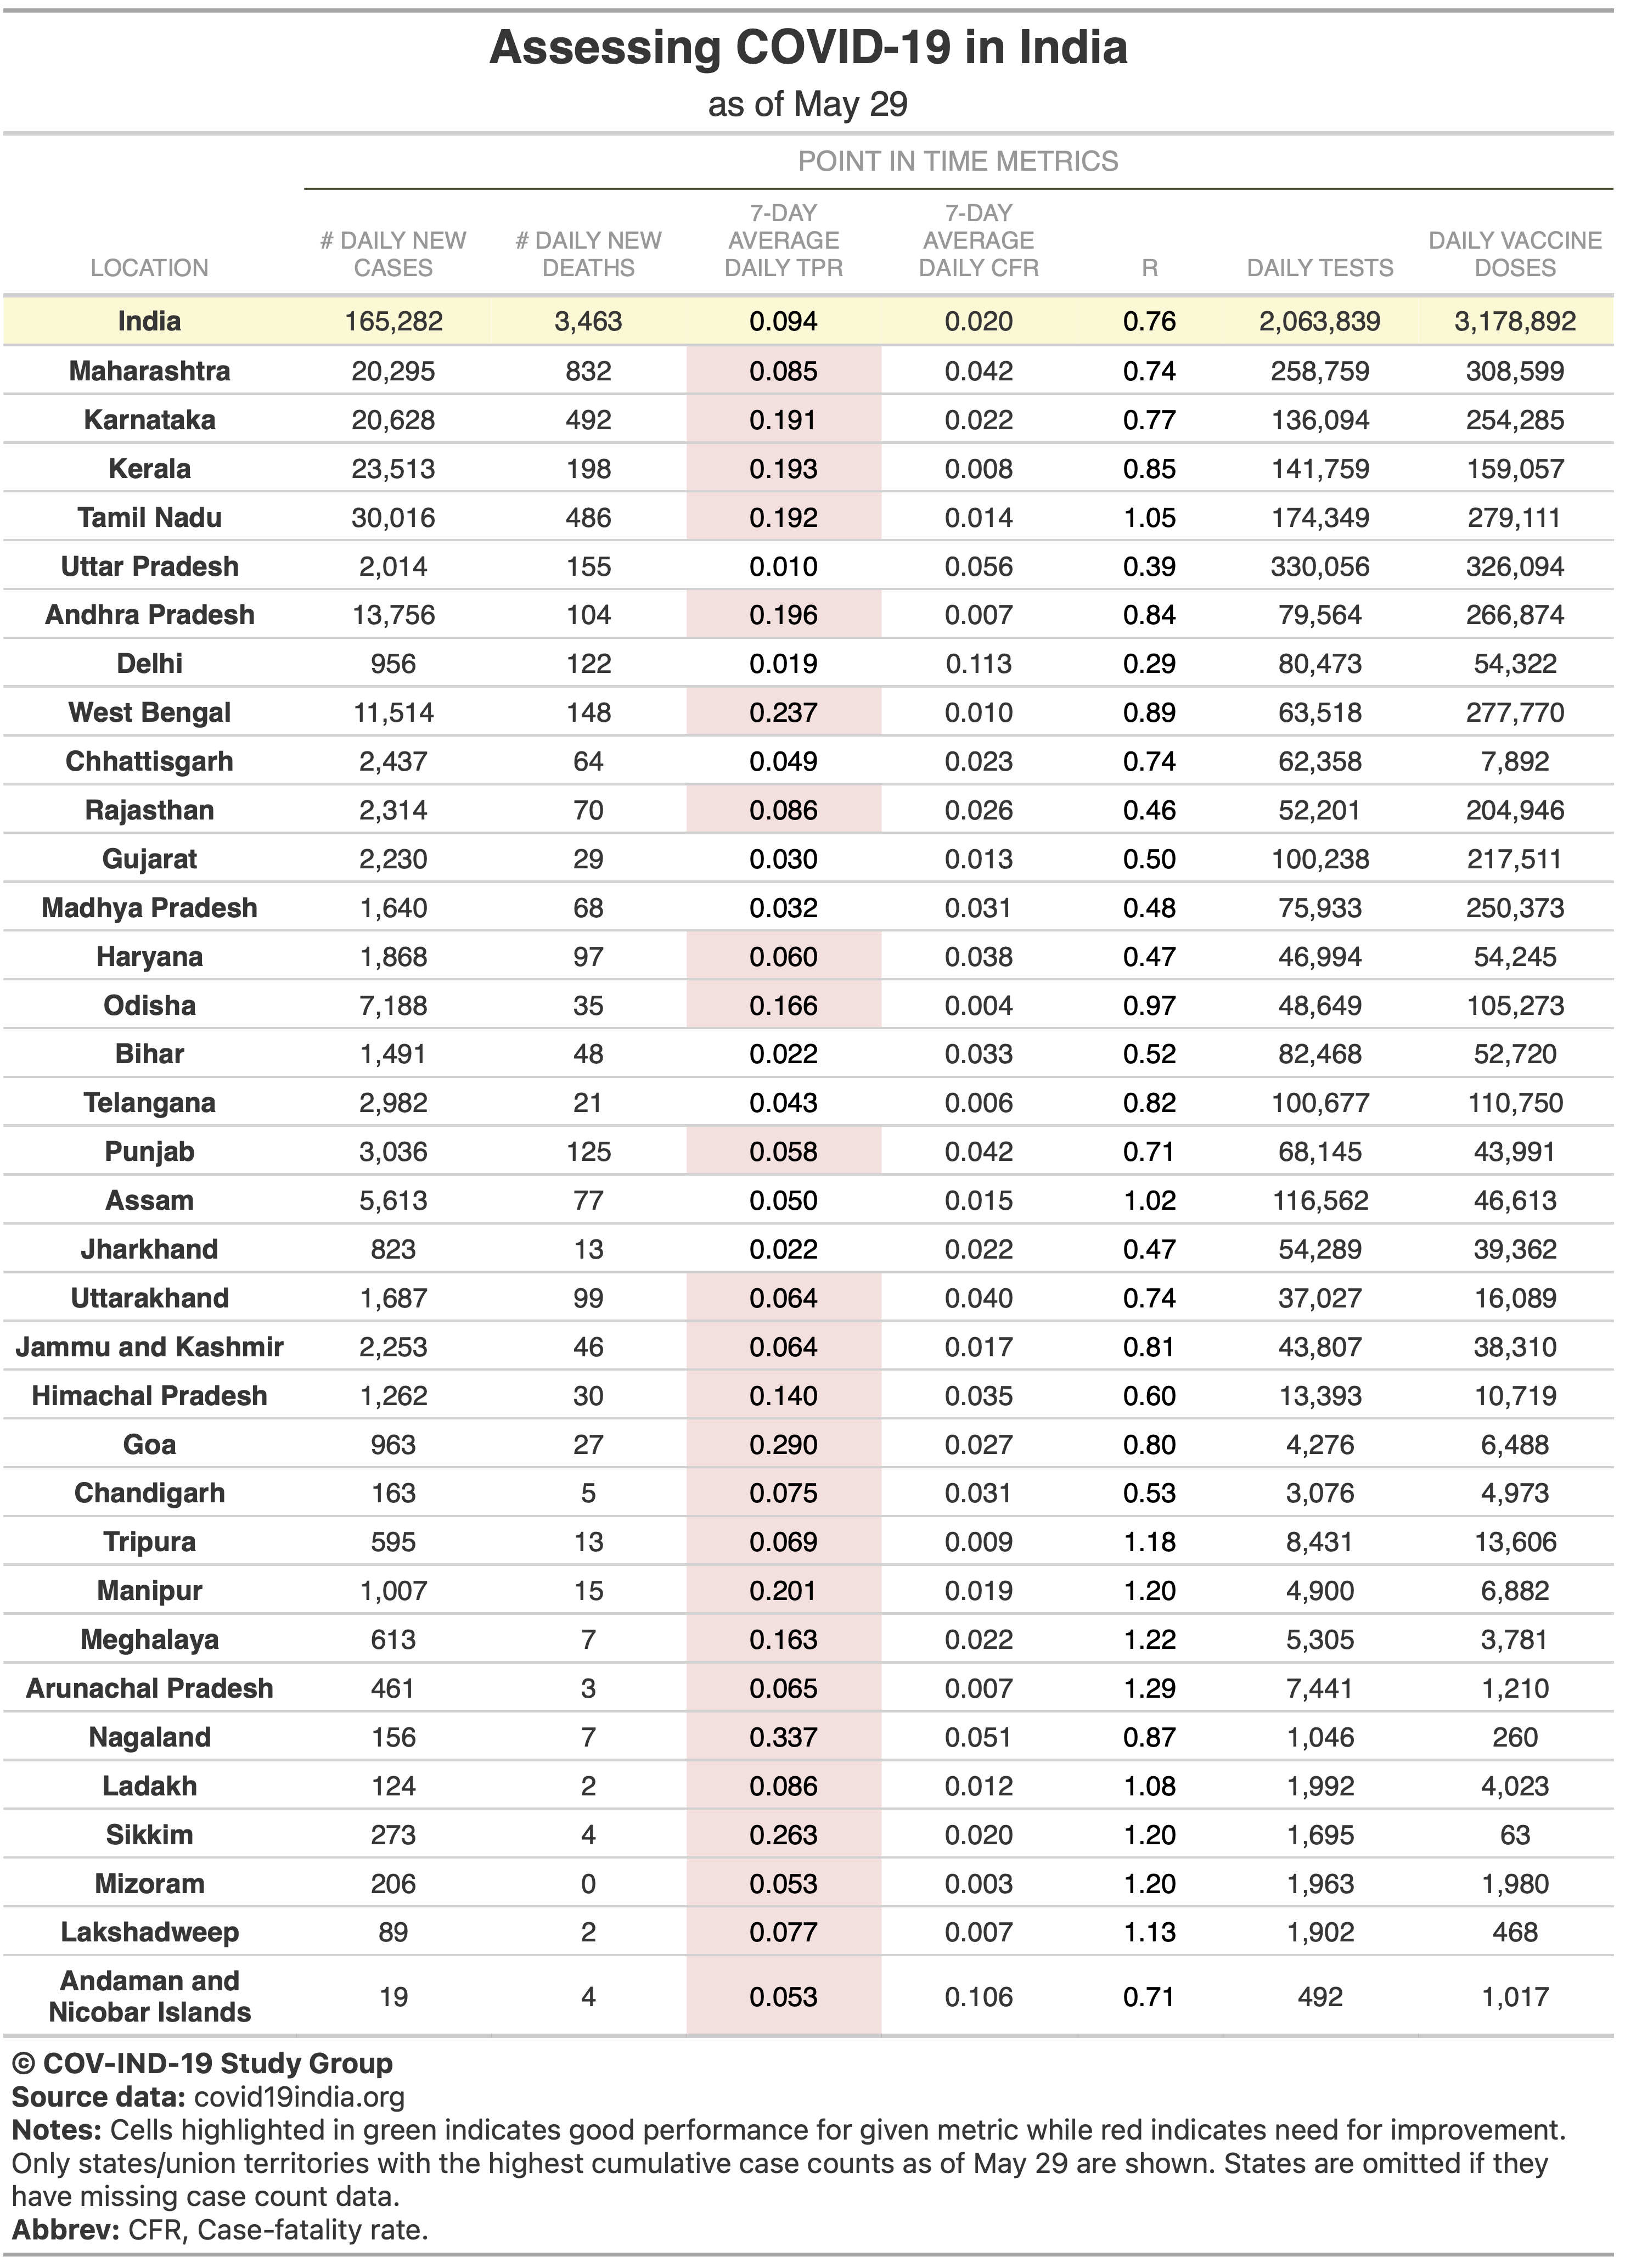 Assessing COVID-19 in India
as of May 29
POINT IN TIME METRICS
LOCATION # DAILY NEW CASES # DAILY NEW DEATHS 7-DAY AVERAGE DAILY TPR 7-DAY AVERAGE DAILY CFR R DAILY TESTS DAILY VACCINE DOSES
India 165,282 3,463 0.094 0.020 0.76 2,063,839 3,178,892
Maharashtra 20,295 832 0.085 0.042 0.74 258,759 308,599
Karnataka 20,628 492 0.191 0.022 0.77 136,094 254,285
Kerala 23,513 198 0.193 0.008 0.85 141,759 159,057
Tamil Nadu 30,016 486 0.192 0.014 1.05 174,349 279,111
Uttar Pradesh 2,014 155 0.010 0.056 0.39 330,056 326,094
Andhra Pradesh 13,756 104 0.196 0.007 0.84 79,564 266,874
Delhi 956 122 0.019 0.113 0.29 80,473 54,322
West Bengal 11,514 148 0.237 0.010 0.89 63,518 277,770
Chhattisgarh 2,437 64 0.049 0.023 0.74 62,358 7,892
Rajasthan 2,314 70 0.086 0.026 0.46 52,201 204,946
Gujarat 2,230 29 0.030 0.013 0.50 100,238 217,511
Madhya Pradesh 1,640 68 0.032 0.031 0.48 75,933 250,373
Haryana 1,868 97 0.060 0.038 0.47 46,994 54,245
Odisha 7,188 35 0.166 0.004 0.97 48,649 105,273
Bihar 1,491 48 0.022 0.033 0.52 82,468 52,720
Telangana 2,982 21 0.043 0.006 0.82 100,677 110,750
Punjab 3,036 125 0.058 0.042 0.71 68,145 43,991
Assam 5,613 77 0.050 0.015 1.02 116,562 46,613
Jharkhand 823 13 0.022 0.022 0.47 54,289 39,362
Uttarakhand 1,687 99 0.064 0.040 0.74 37,027 16,089
Jammu and Kashmir 2,253 46 0.064 0.017 0.81 43,807 38,310
Himachal Pradesh 1,262 30 0.140 0.035 0.60 13,393 10,719
Goa 963 27 0.290 0.027 0.80 4,276 6,488
Chandigarh 163 5 0.075 0.031 0.53 3,076 4,973
Tripura 595 13 0.069 0.009 1.18 8,431 13,606
Manipur 1,007 15 0.201 0.019 1.20 4,900 6,882
Meghalaya 613 7 0.163 0.022 1.22 5,305 3,781
Arunachal Pradesh 461 3 0.065 0.007 1.29 7,441 1,210
Nagaland 156 7 0.337 0.051 0.87 1,046 260
Ladakh 124 2 0.086 0.012 1.08 1,992 4,023
Sikkim 273 4 0.263 0.020 1.20 1,695 63
Mizoram 206 0 0.053 0.003 1.20 1,963 1,980
Lakshadweep 89 2 0.077 0.007 1.13 1,902 468
Andaman and Nicobar Islands 19 4 0.053 0.106 0.71 492 1,017
© COV-IND-19 Study Group
Source data: covid19india.org
Notes: Cells highlighted in green indicates good performance for given metric while red indicates need for improvement.
Only states/union territories with the highest cumulative case counts as of May 29 are shown. States are omitted if they
have missing case count data.
Abbrev: CFR, Case-fatality rate.